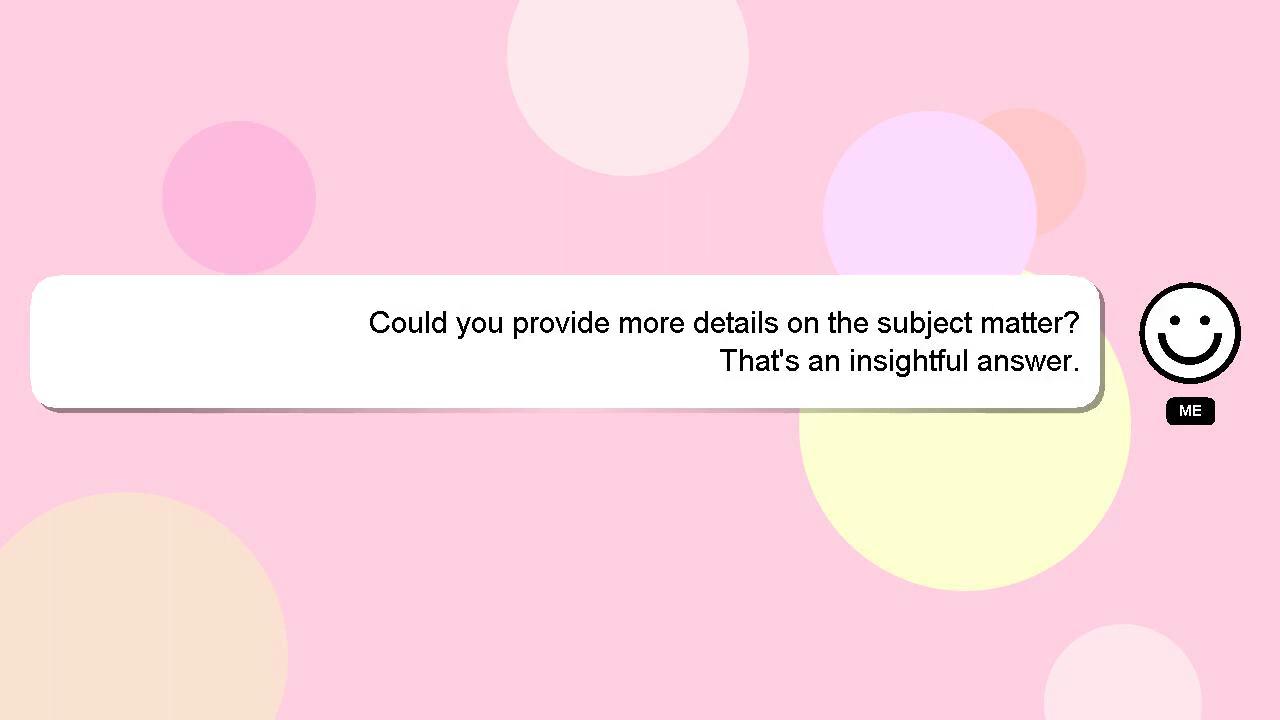 Could you provide more details on the subject matter?
That's an insightful answer.
ME